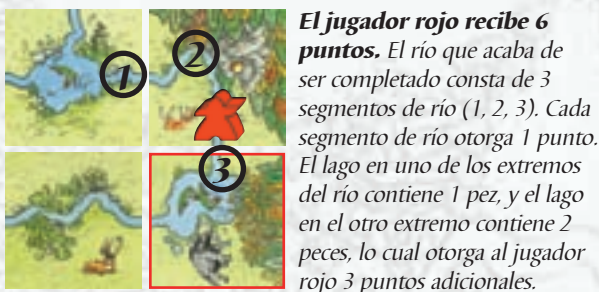 1
2
3
El jugador rojo recibe 6
puntos. El río que acaba de
ser completado consta de 3
segmentos de río (1, 2, 3). Cada
segmento de río otorga 1 punto.
El lago en uno de los extremos
del río contiene 1 pez, y el lago
en el otro extremo contiene 2
peces, lo cual otorga al jugador
rojo 3 puntos adicionales.